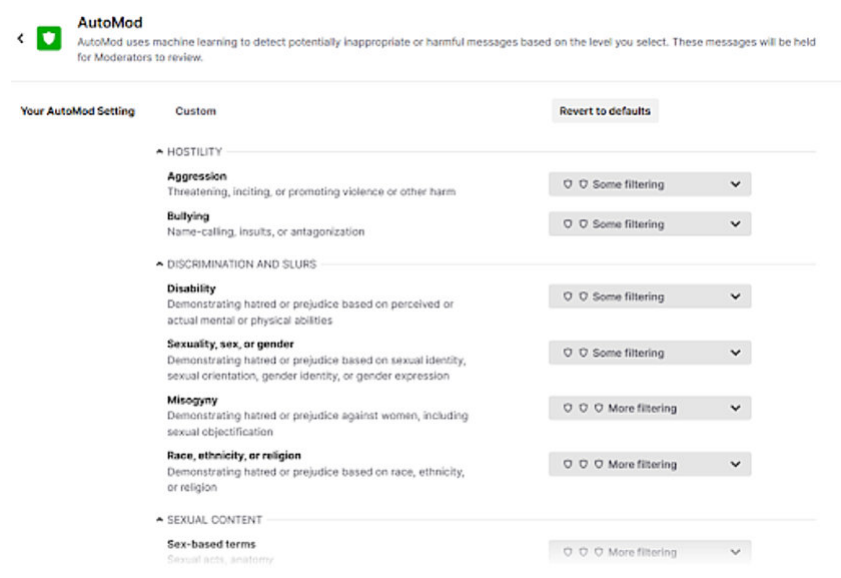 AutoMod
AutoMod uses machine learning to detect potentially inappropriate or harmful messages based on the level you select. These messages will be held
for Moderators to review.
Your AutoMod Setting
Custom
Revert to defaults
HOSTILITY
Aggression
Threatening, inciting, or promoting violence or other harm
Some filtering
Bullying
Name-calling, insults, or antagonization
Some filtering
DISCRIMINATION AND SLURS
Disability
Demonstrating hatred or prejudice based on perceived or
actual mental or physical abilities
Some filtering
Sexuality, sex, or gender
Demonstrating hatred or prejudice based on sexual identity,
sexual orientation, gender identity, or gender expression
Some filtering
Misogyny
Demonstrating hatred or prejudice against women, including
sexual objectification
More filtering
Race, ethnicity, or religion
Demonstrating hatred or prejudice based on race, ethnicity,
or religion
More filtering
SEXUAL CONTENT
Sex-based terms
Sexual acts, anatomy
More filtering